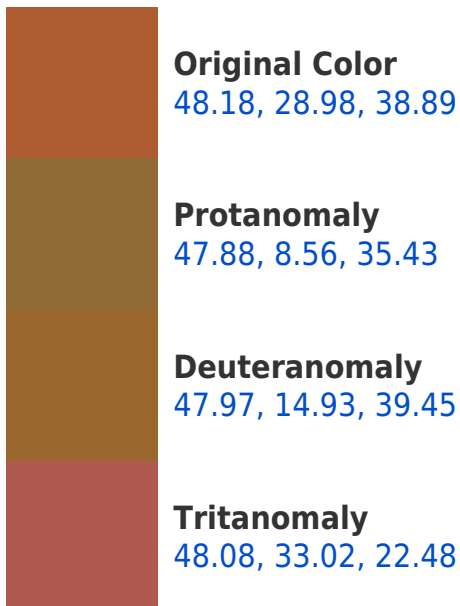 Original Color
48.18, 28.98, 38.89
Protanomaly
47.88, 8.56, 35.43
Deuteranomaly
47.97, 14.93, 39.45
Tritanomaly
48.08, 33.02, 22.48